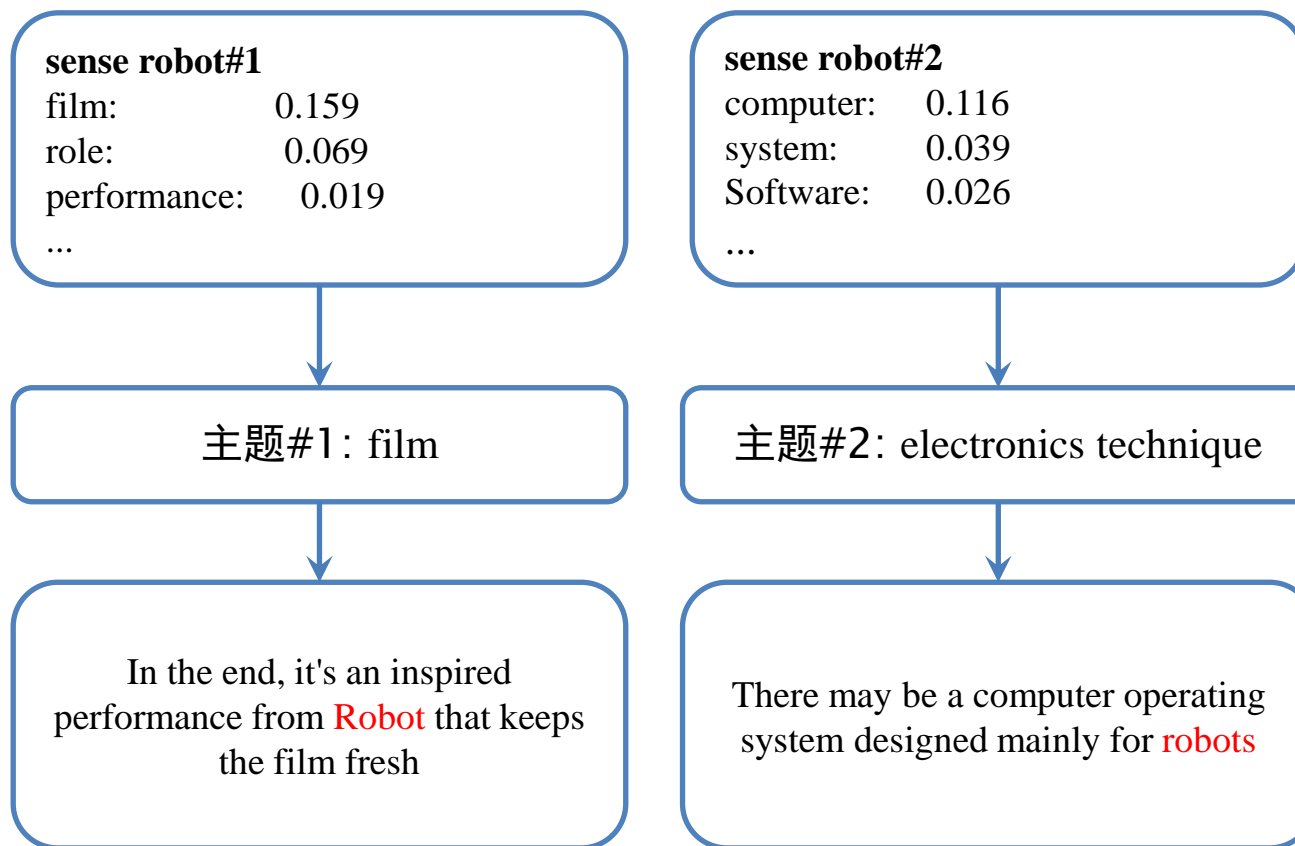 sense robot#1
film: 0.159
role: 0.069
performance: 0.019
...
sense robot#2
computer: 0.116
system: 0.039
Software: 0.026
...
主题#1: film
主题#2: electronics technique
In the end, it's an inspired
performance from Robot that keeps
the film fresh
There may be a computer operating
system designed mainly for robots